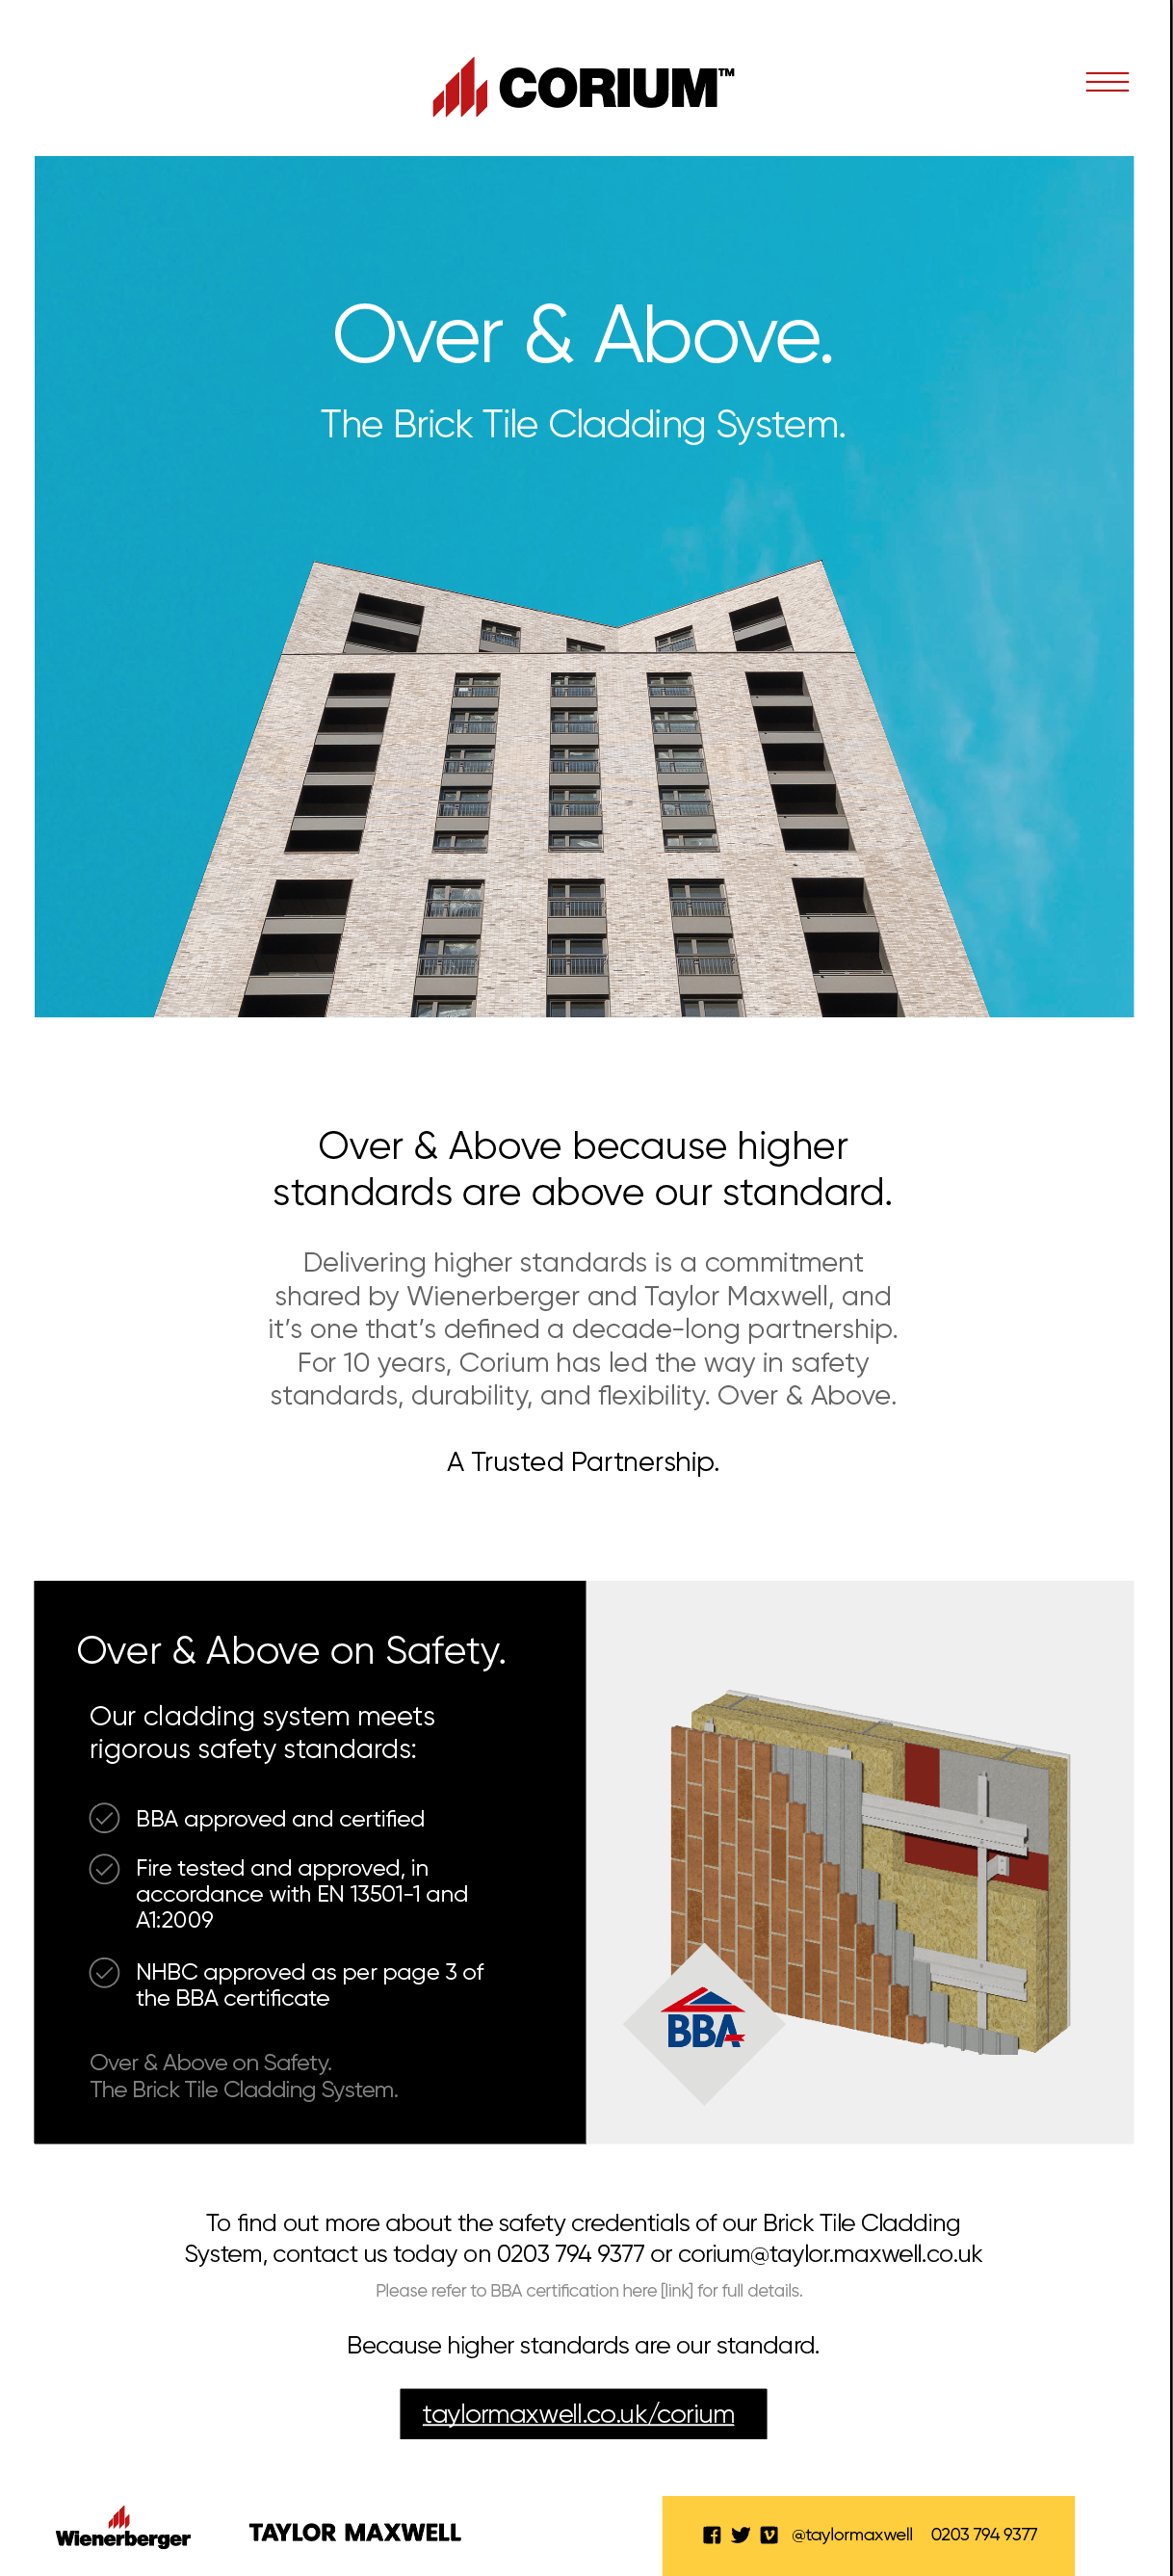 CORIUM™
Over & Above.
The Brick Tile Cladding System.
Over & Above because higher
standards are above our standard.
Delivering higher standards is a commitment
shared by Wienerberger and Taylor Maxwell, and
it's one that's defined a decade-long partnership.
For 10 years, Corium has led the way in safety
standards, durability, and flexibility. Over & Above.
A Trusted Partnership.
Over & Above on Safety.
Our cladding system meets
rigorous safety standards:
BBA approved and certified
Fire tested and approved, in
accordance with EN 13501-1 and
A1:2009
NHBC approved as per page 3 of
the BBA certificate
Over & Above on Safety.
The Brick Tile Cladding System.
BBA
To find out more about the safety credentials of our Brick Tile Cladding
System, contact us today on 0203 794 9377 or corium@taylor.maxwell.co.uk
Please refer to BBA certification here [link] for full details.
Because higher standards are our standard.
taylormaxwell.co.uk/corium
Wienerberger
TAYLOR MAXWELL
@taylormaxwell 0203 794 9377